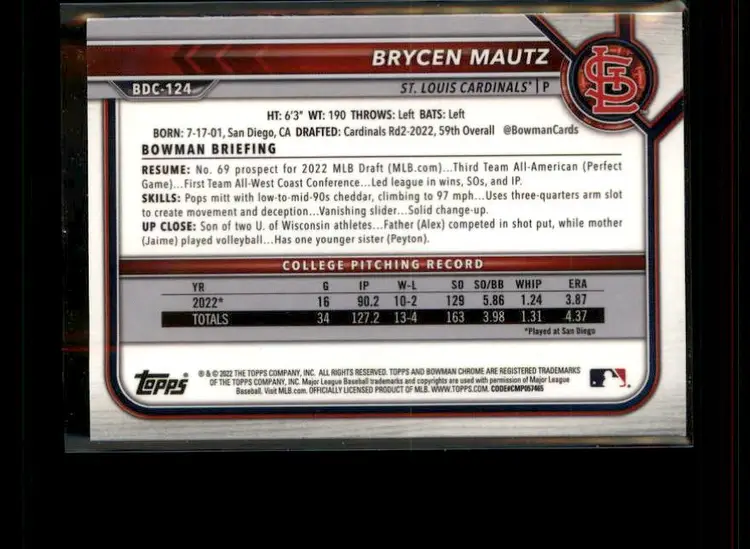 BRYCEN MAUTZ
BDC-124
ST. LOUIS CARDINALS® | P
HT: 6'3" WT: 190 THROWS: Left BATS: Left
BORN: 7-17-01, San Diego, CA DRAFTED: Cardinals Rd2-2022, 59th Overall @BowmanCards
BOWMAN BRIEFING
RESUME: No. 69 prospect for 2022 MLB Draft (MLB.com)...Third Team All-American (Perfect
Game)...First Team All-West Coast Conference...Led league in wins, SOs, and IP.
SKILLS: Pops mitt with low-to-mid-90s cheddar, climbing to 97 mph...Uses three-quarters arm slot
to create movement and deception...Vanishing slider...Solid change-up.
UP CLOSE: Son of two U. of Wisconsin athletes...Father (Alex) competed in shot put, while mother
(Jaime) played volleyball...Has one younger sister (Peyton).
COLLEGE PITCHING RECORD
YR G IP W-L SO SO/BB WHIP ERA
2022* 16 90.2 10-2 129 5.86 1.24 3.87
TOTALS 34 127.2 13-4 163 3.98 1.31 4.37
*Played at San Diego
Topps
® & © 2022 THE TOPPS COMPANY, INC. ALL RIGHTS RESERVED. TOPPS AND BOWMAN CHROME ARE REGISTERED TRADEMARKS
OF THE TOPPS COMPANY, INC. Major League Baseball trademarks and copyrights are used with permission of Major League
Baseball. Visit MLB.com. OFFICIALLY LICENSED PRODUCT OF MLB. WWW.TOPPS.COM. CODE#CMP057465